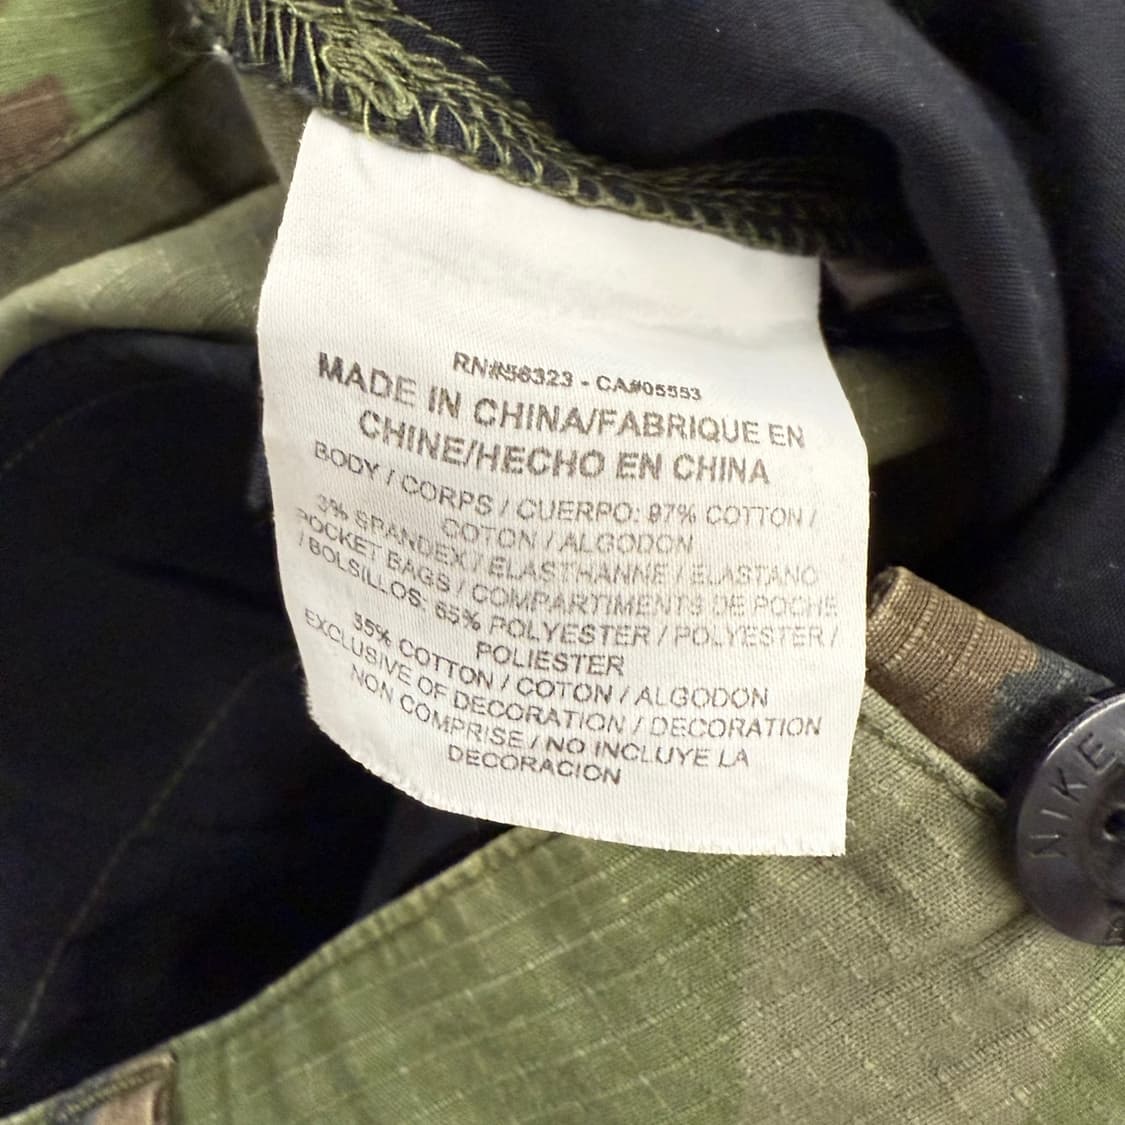 RN#56323 - CA#05553
MADE IN CHINA/FABRIQUE EN
CHINE/HECHO EN CHINA
BODY / CORPS / CUERPO: 97% COTTON /
COTON / ALGODON
3% SPANDEX / ELASTHANNE / ELASTANO
POCKET BAGS / COMPARTIMENTS DE POCHE
/ BOLSILLOS: 65% POLYESTER / POLYESTER /
POLIESTER
35% COTTON / COTON / ALGODON
EXCLUSIVE OF DECORATION / DECORATION
NON COMPRISE / NO INCLUYE LA
DECORACION
NIKE